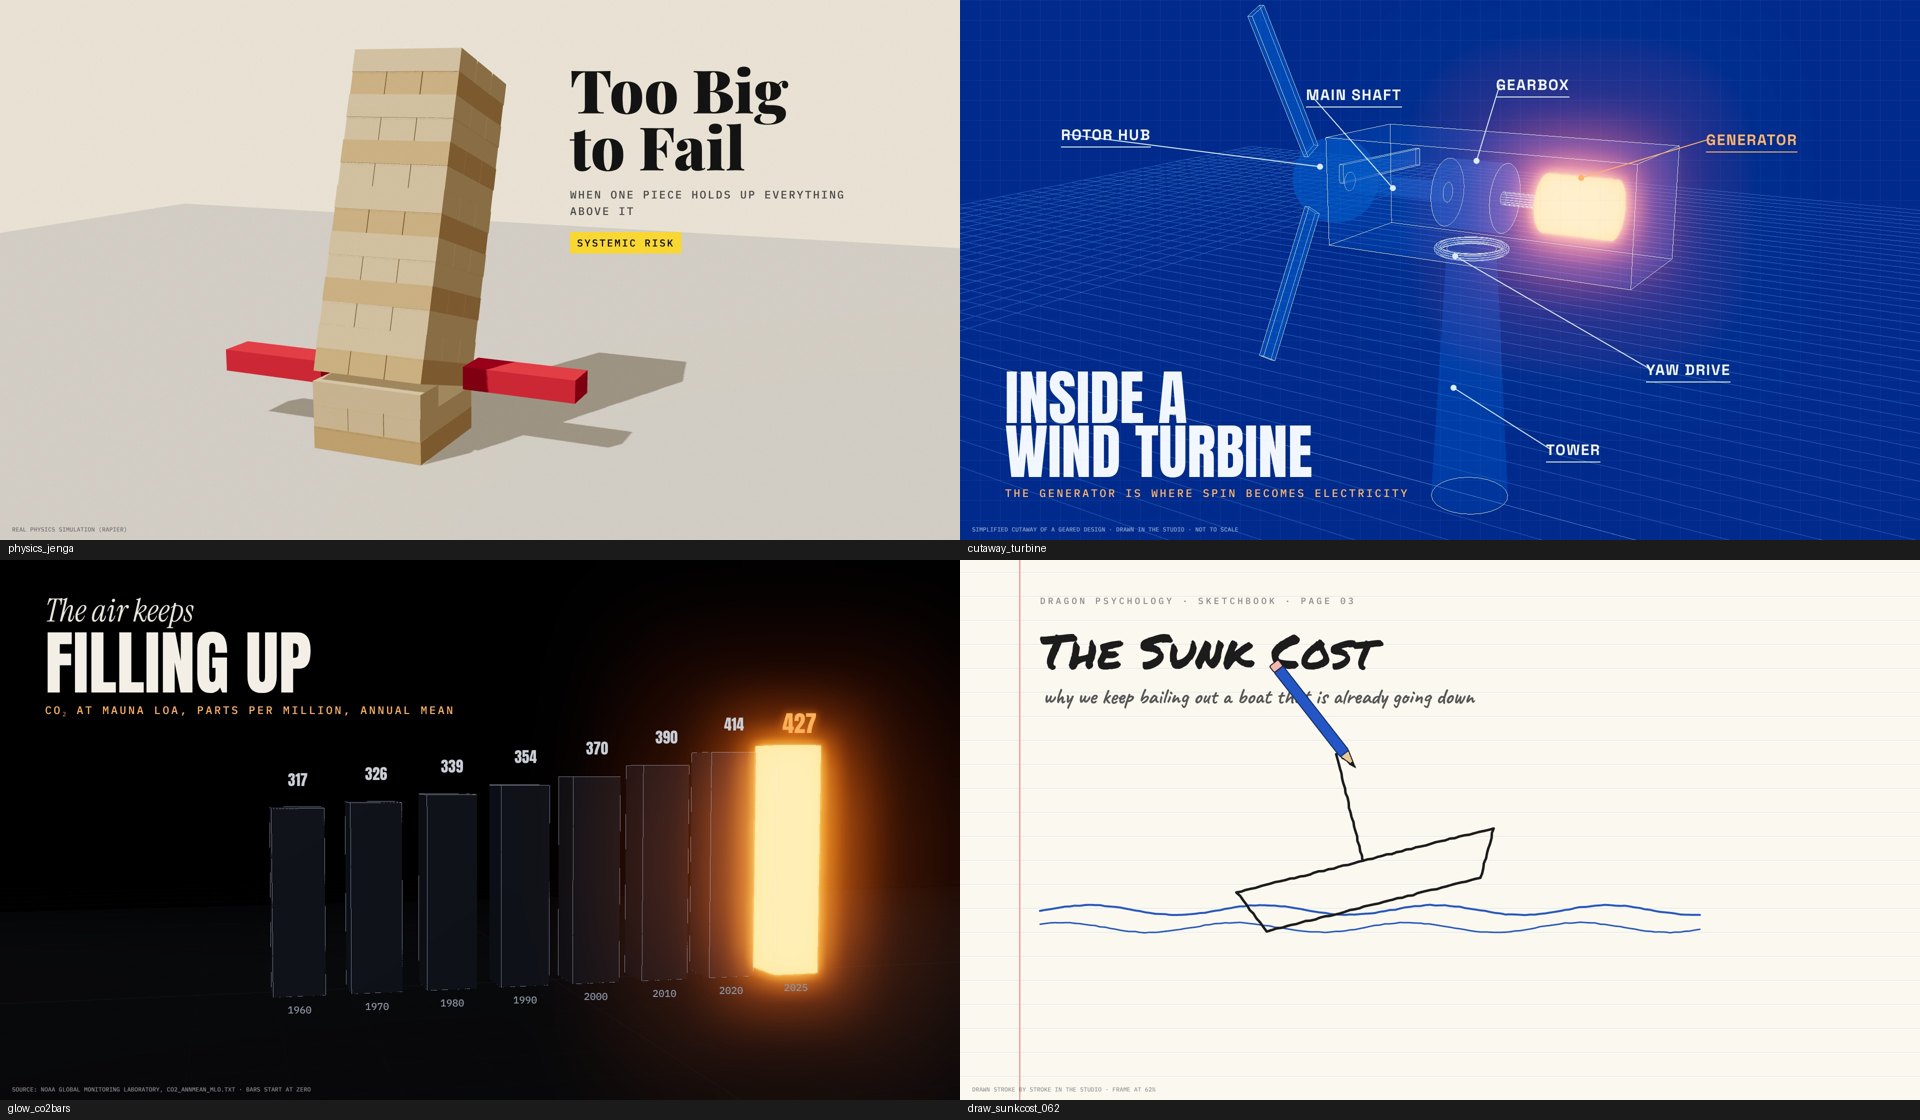 Too Big
to Fail
WHEN ONE PIECE HOLDS UP EVERYTHING
ABOVE IT
SYSTEMIC RISK
REAL PHYSICS SIMULATION (RAPIER)
physics_jenga
MAIN SHAFT
GEARBOX
ROTOR HUB
GENERATOR
YAW DRIVE
TOWER
INSIDE A
WIND TURBINE
THE GENERATOR IS WHERE SPIN BECOMES ELECTRICITY
SIMPLIFIED CUTAWAY OF A GEARED DESIGN · DRAWN IN THE STUDIO · NOT TO SCALE
cutaway_turbine
The air keeps
FILLING UP
CO₂ AT MAUNA LOA, PARTS PER MILLION, ANNUAL MEAN
317 326 339 354 370 390 414 427
1960 1970 1980 1990 2000 2010 2020 2025
SOURCE: NOAA GLOBAL MONITORING LABORATORY, CO2_ANNMEAN_MLO.TXT · BARS START AT ZERO
glow_co2bars
DRAGON PSYCHOLOGY · SKETCHBOOK · PAGE 03
THE SUNK COST
why we keep bailing out a boat that is already going down
DRAWN STROKE BY STROKE IN THE STUDIO · FRAME AT 62%
draw_sunkcost_062